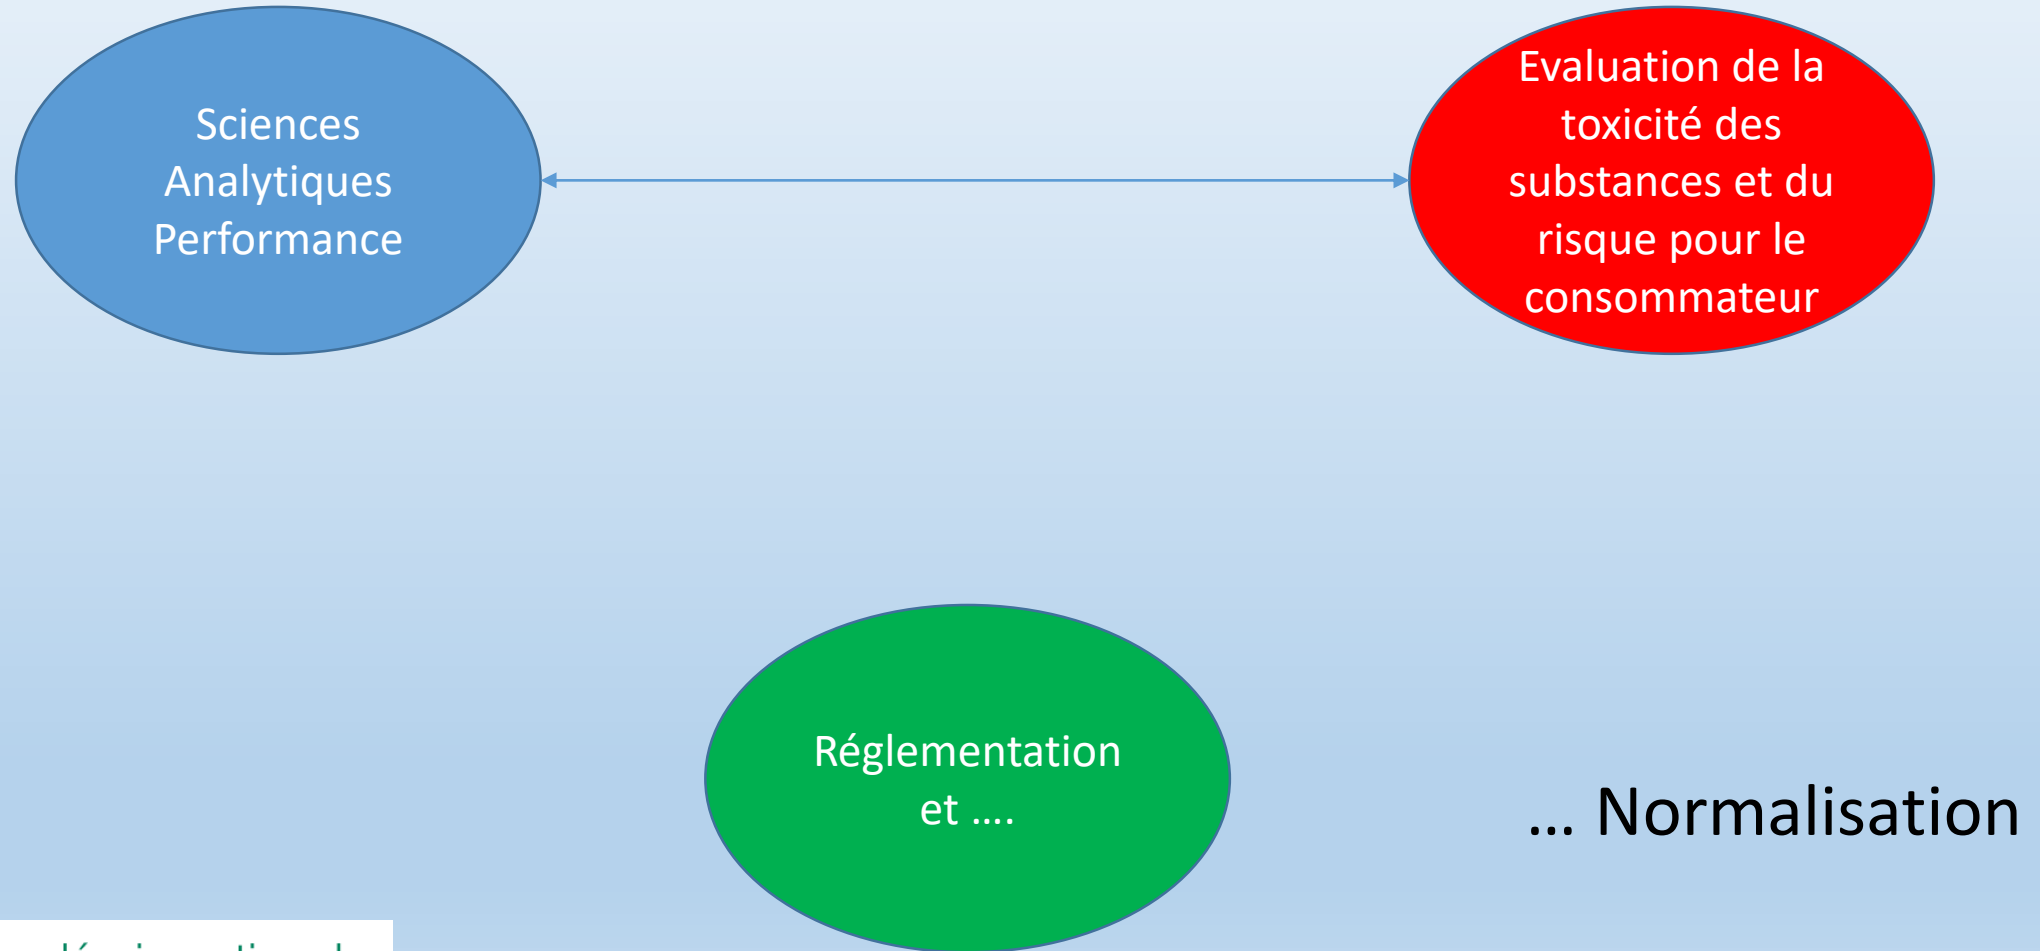 Sciences
Analytiques
Performance
Evaluation de la
toxicité des
substances et du
risque pour le
consommateur
Réglementation
et ....
... Normalisation